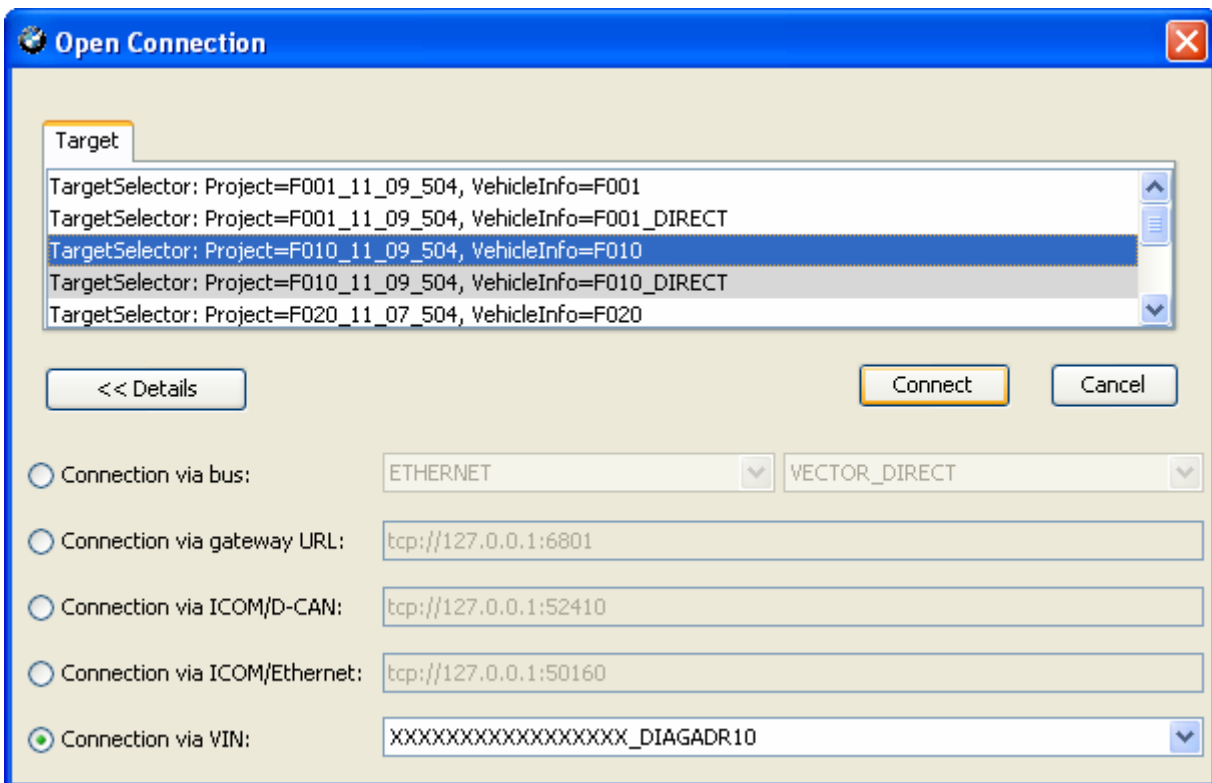 Open Connection
Target
TargetSelector: Project=F001_11_09_504, VehicleInfo=F001
TargetSelector: Project=F001_11_09_504, VehicleInfo=F001_DIRECT
TargetSelector: Project=F010_11_09_504, VehicleInfo=F010
TargetSelector: Project=F010_11_09_504, VehicleInfo=F010_DIRECT
TargetSelector: Project=F020_11_07_504, VehicleInfo=F020
<< Details Connect Cancel
Connection via bus: ETHERNET VECTOR_DIRECT
Connection via gateway URL: tcp://127.0.0.1:6801
Connection via ICOM/D-CAN: tcp://127.0.0.1:52410
Connection via ICOM/Ethernet: tcp://127.0.0.1:50160
Connection via VIN: XXXXXXXXXXXXXXXXX_DIAGADR10